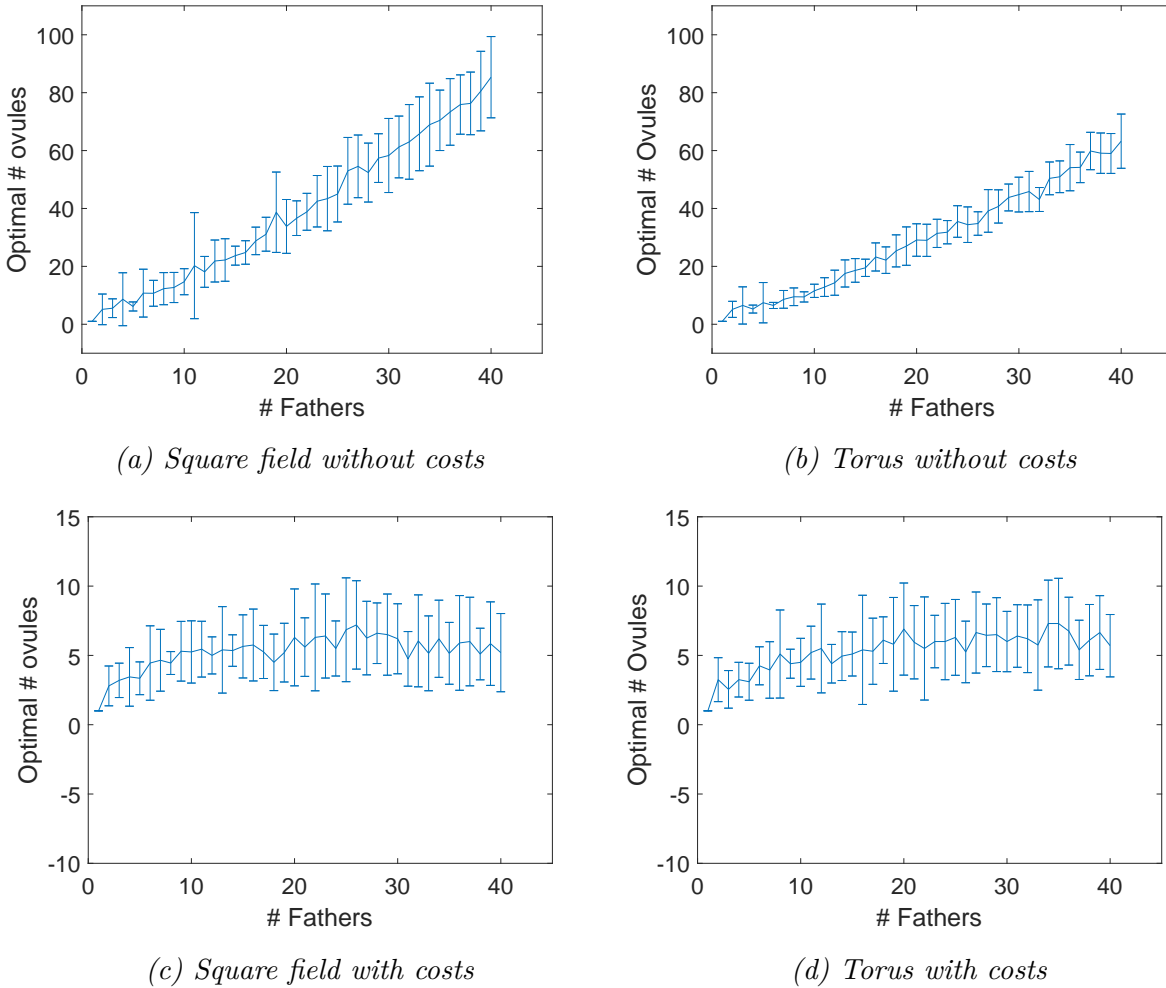 100
80
60
40
20
0
Optimal # ovules
0 10 20 30 40
# Fathers
(a) Square field without costs
100
80
60
40
20
0
Optimal # Ovules
0 10 20 30 40
# Fathers
(b) Torus without costs
15
10
5
0
-5
-10
Optimal # ovules
0 10 20 30 40
# Fathers
(c) Square field with costs
15
10
5
0
-5
-10
Optimal # Ovules
0 10 20 30 40
# Fathers
(d) Torus with costs